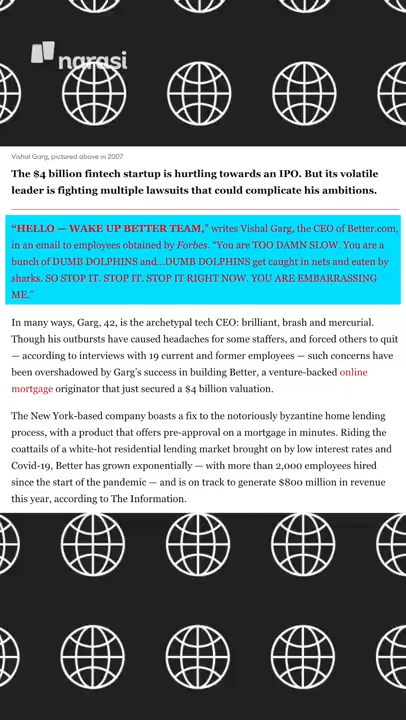 narasi
Vishal Garg, pictured above in 2007
The $4 billion fintech startup is hurtling towards an IPO. But its volatile
leader is fighting multiple lawsuits that could complicate his ambitions.
“HELLO — WAKE UP BETTER TEAM,” writes Vishal Garg, the CEO of Better.com,
in an email to employees obtained by Forbes. “You are TOO DAMN SLOW. You are a
bunch of DUMB DOLPHINS and...DUMB DOLPHINS get caught in nets and eaten by
sharks. SO STOP IT. STOP IT. STOP IT RIGHT NOW. YOU ARE EMBARRASSING
ME.”
In many ways, Garg, 42, is the archetypal tech CEO: brilliant, brash and mercurial.
Though his outbursts have caused headaches for some staffers, and forced others to quit
— according to interviews with 19 current and former employees — such concerns have
been overshadowed by Garg’s success in building Better, a venture-backed online
mortgage originator that just secured a $4 billion valuation.
The New York-based company boasts a fix to the notoriously byzantine home lending
process, with a product that offers pre-approval on a mortgage in minutes. Riding the
coattails of a white-hot residential lending market brought on by low interest rates and
Covid-19, Better has grown exponentially — with more than 2,000 employees hired
since the start of the pandemic — and is on track to generate $800 million in revenue
this year, according to The Information.